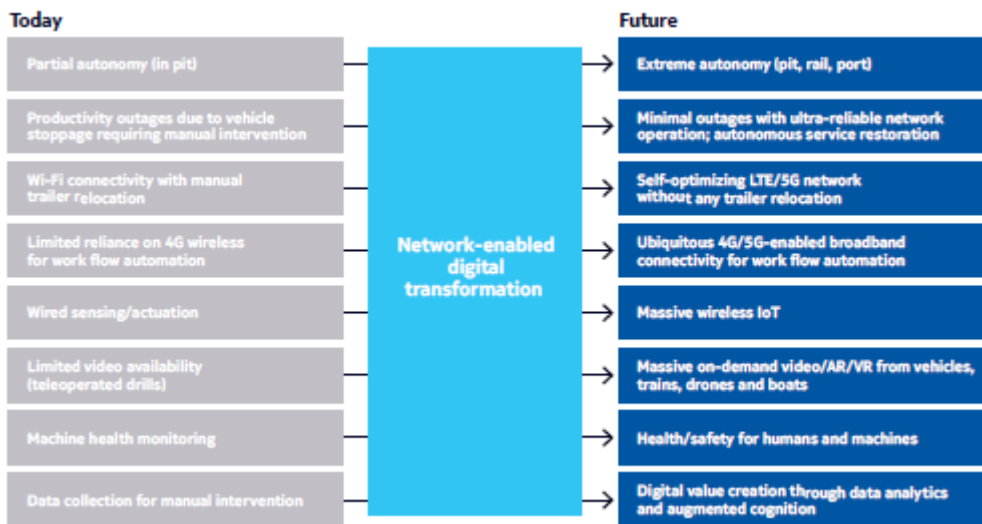 Today
Future
Partial autonomy (in pit)
Extreme autonomy (pit, rail, port)
Productivity outages due to vehicle
stoppage requiring manual intervention
Minimal outages with ultra-reliable network
operation; autonomous service restoration
Wi-Fi connectivity with manual
trailer relocation
Self-optimizing LTE/5G network
without any trailer relocation
Limited reliance on 4G wireless
for work flow automation
Network-enabled
digital
transformation
Ubiquitous 4G/5G-enabled broadband
connectivity for work flow automation
Wired sensing/actuation
Massive wireless IoT
Limited video availability
(teleoperated drills)
Massive on-demand video/AR/VR from vehicles,
trains, drones and boats
Machine health monitoring
Health/safety for humans and machines
Data collection for manual intervention
Digital value creation through data analytics
and augmented cognition